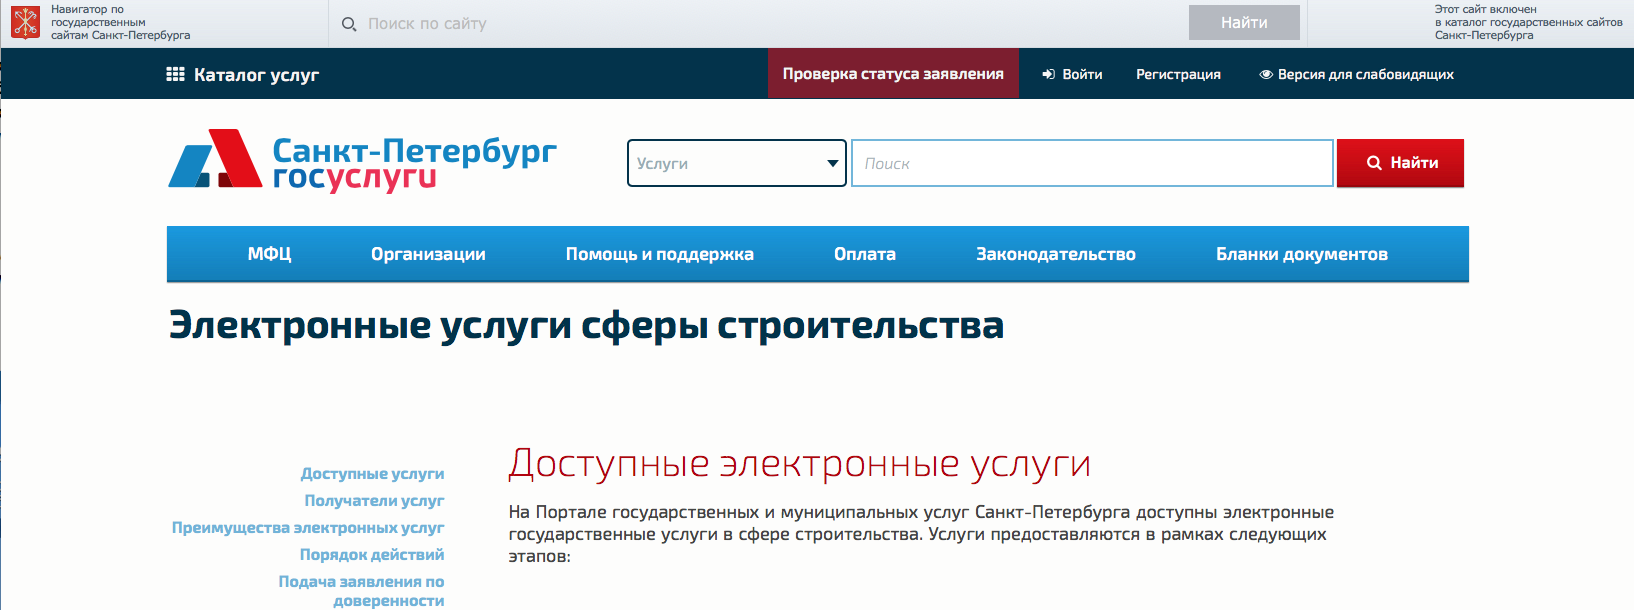 Навигатор по
государственным
сайтам Санкт-Петербурга
Поиск по сайту
Найти
Этот сайт включен
в каталог государственных сайтов
Санкт-Петербурга
Каталог услуг
Проверка статуса заявления
Войти
Регистрация
Версия для слабовидящих
Санкт-Петербург
госуслуги
Услуги
Поиск
Найти
МФЦ
Организации
Помощь и поддержка
Оплата
Законодательство
Бланки документов
Электронные услуги сферы строительства
Доступные услуги
Получатели услуг
Преимущества электронных услуг
Порядок действий
Подача заявления по
доверенности
Доступные электронные услуги
На Портале государственных и муниципальных услуг Санкт-Петербурга доступны электронные
государственные услуги в сфере строительства. Услуги предоставляются в рамках следующих
этапов: